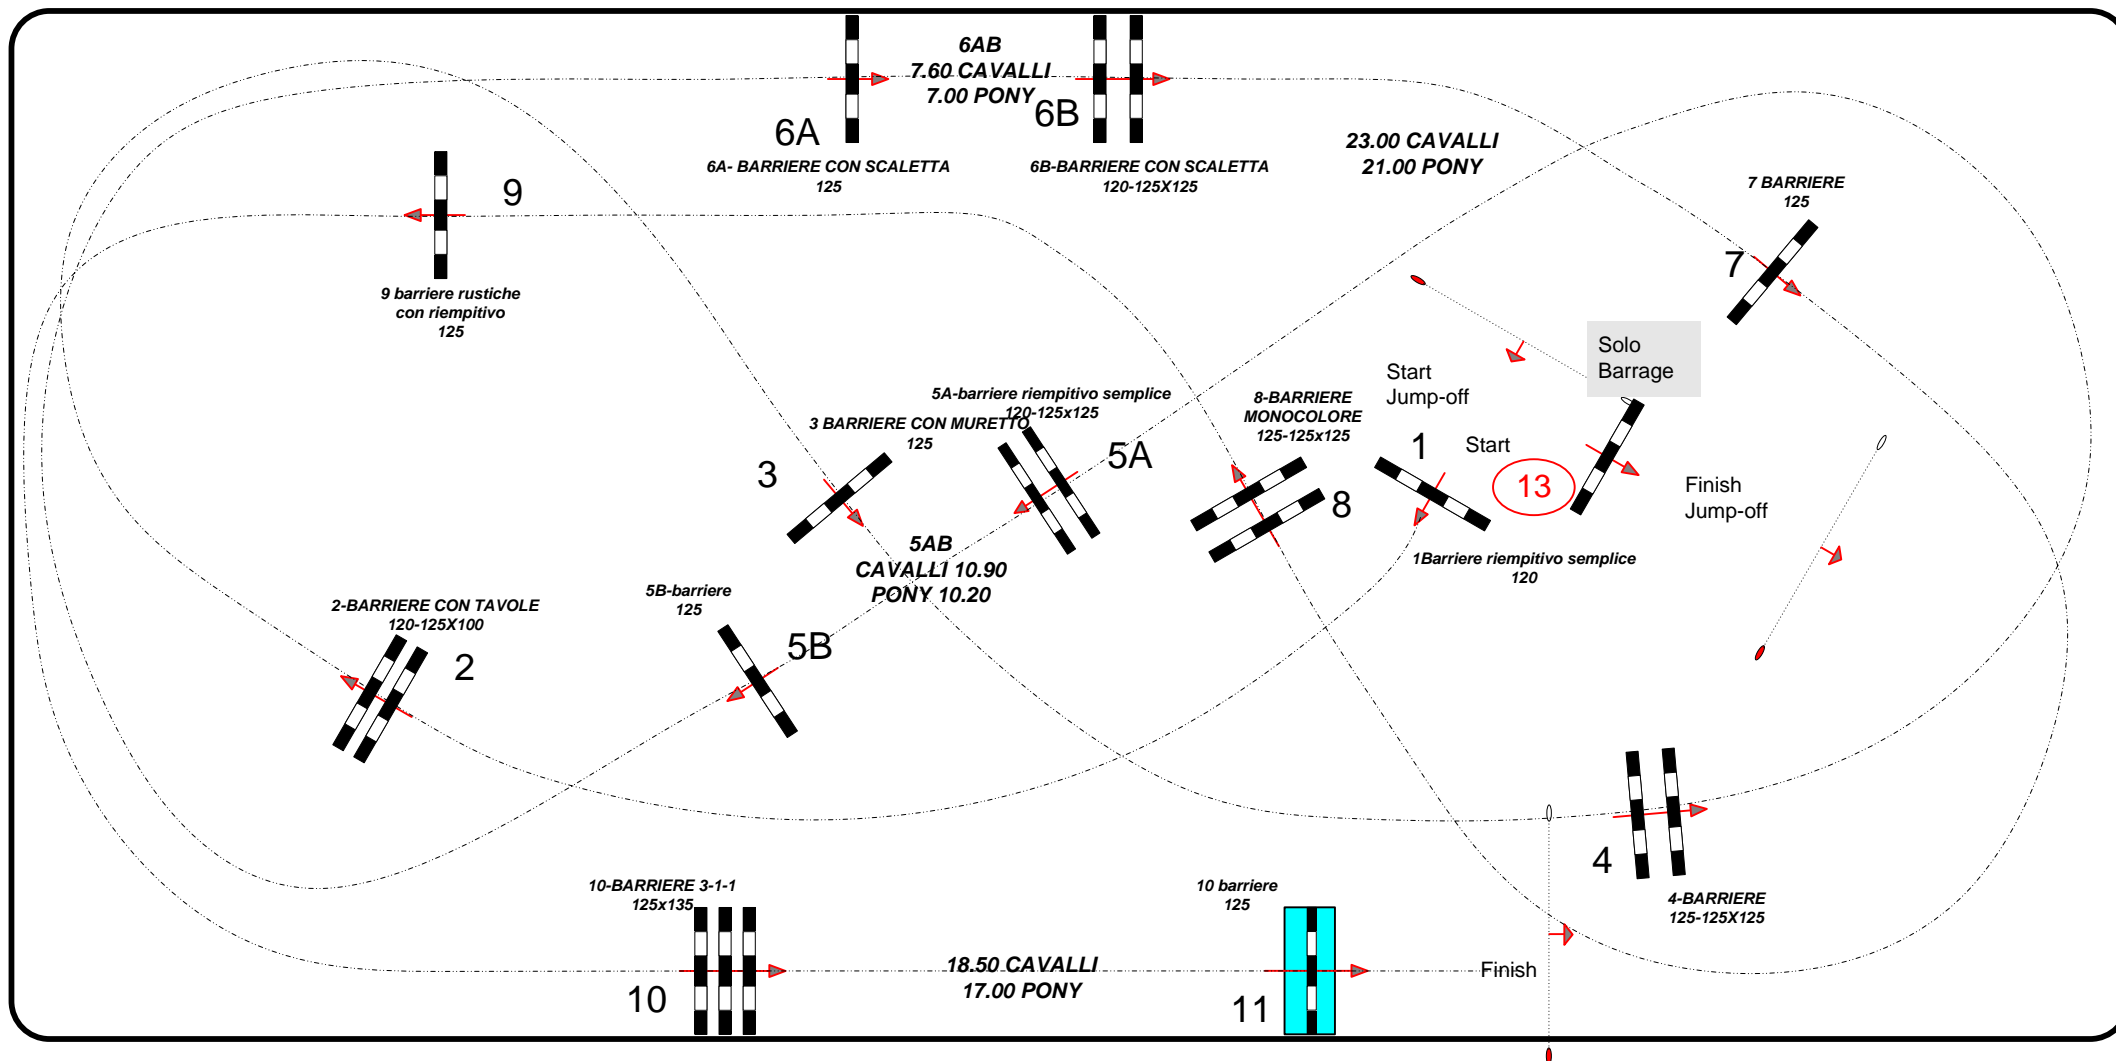 6AB
7.60 CAVALLI
7.00 PONY
6A
6B
6A- BARRIERE CON SCALETTA
125
6B-BARRIERE CON SCALETTA
120-125X125
23.00 CAVALLI
21.00 PONY
7 BARRIERE
125
7
9
9 barriere rustiche
con riempitivo
125
Solo
Barrage
Start
Jump-off
5A-barriere riempitivo semplice
120-125x125
3 BARRIERE CON MURETTO
125
8-BARRIERE
MONOCOLORE
125-125x125
3
5A
8
1
Start
13
Finish
Jump-off
1Barriere riempitivo semplice
120
5AB
CAVALLI 10.90
PONY 10.20
5B-barriere
125
5B
2-BARRIERE CON TAVOLE
120-125X100
2
4
4-BARRIERE
125-125X125
10-BARRIERE 3-1-1
125x135
10
18.50 CAVALLI
17.00 PONY
10 barriere
125
11
Finish